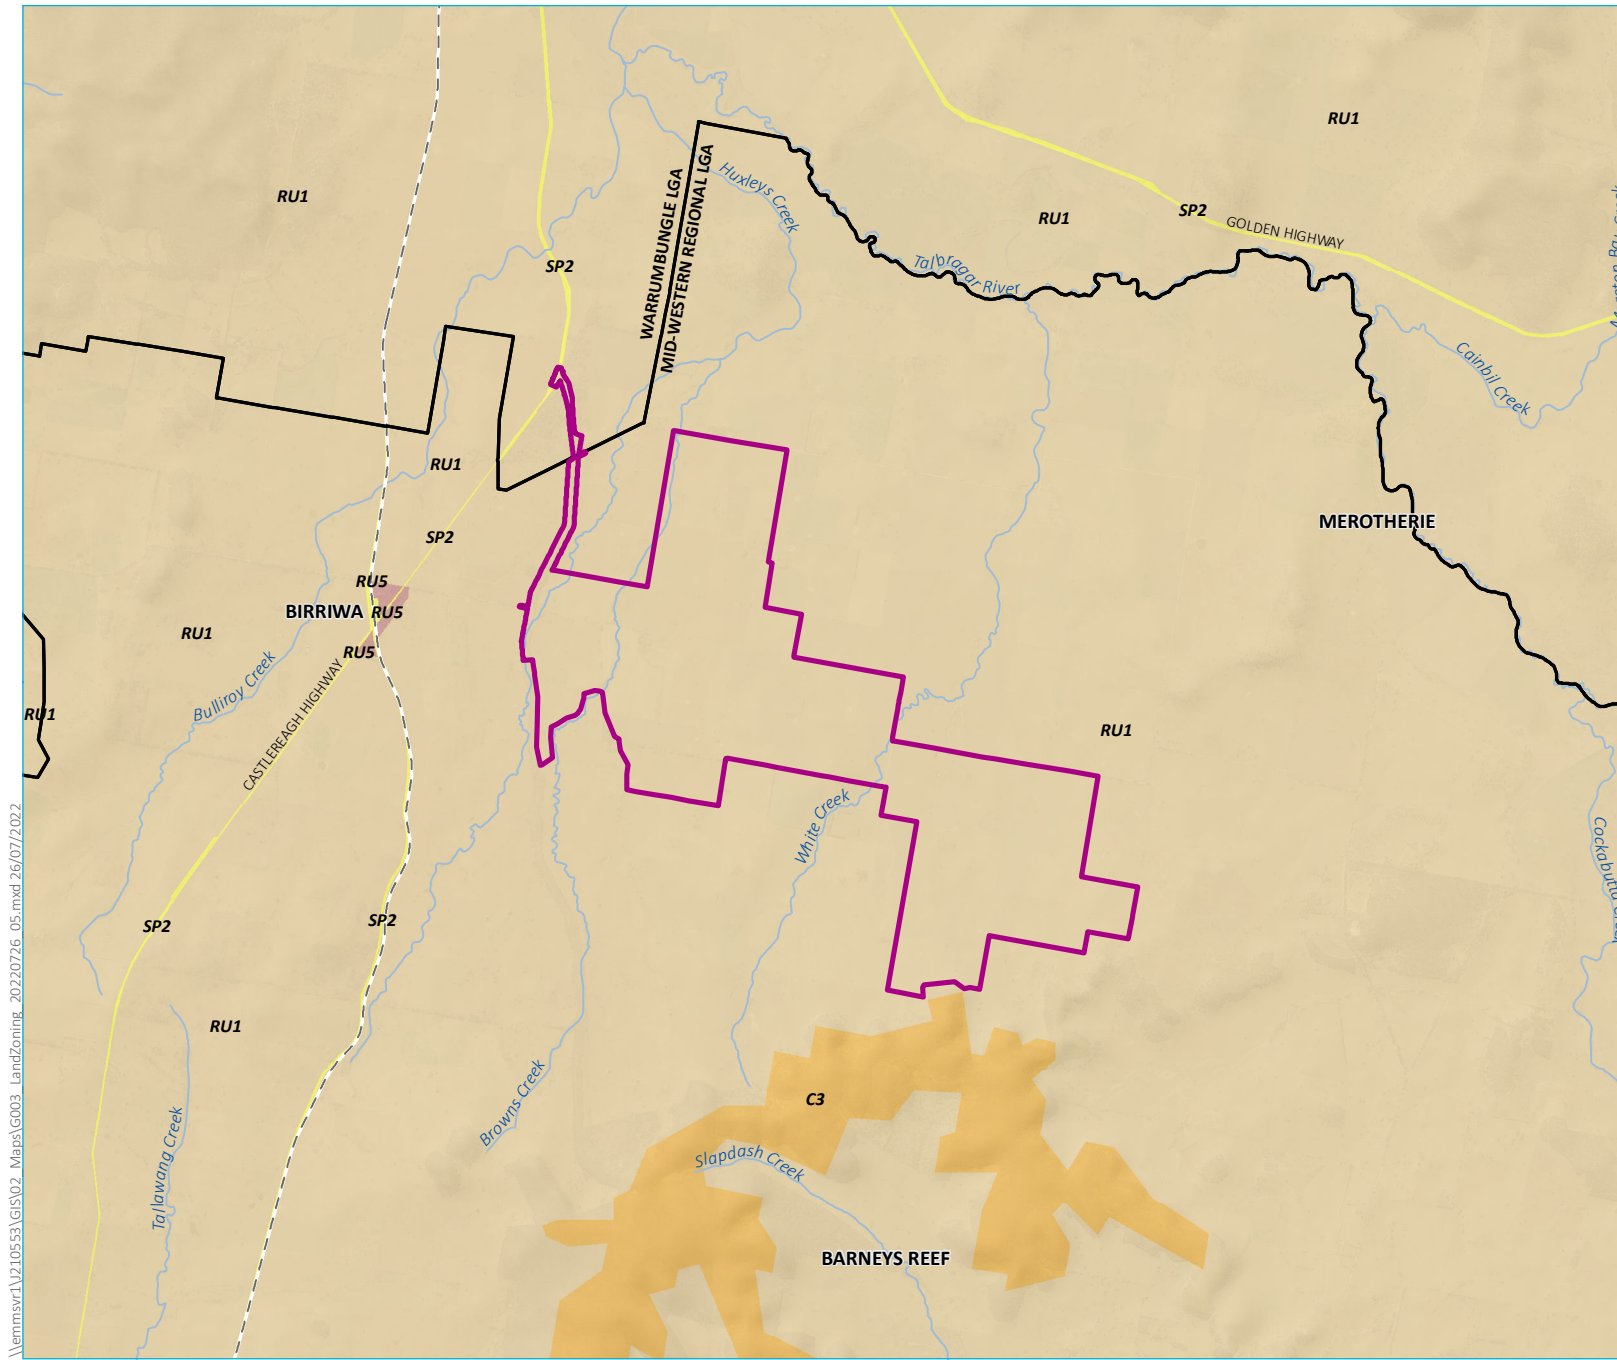 RU1
RU1
Huxleys Creek
WARRUMBUNGLE LGA
MID-WESTERN REGIONAL LGA
SP2
RU1
GOLDEN HIGHWAY
SP2
Talbragar River
Cainbil Creek
RU1
SP2
MEROTHERIE
RU5
BIRRIWA
RU5
RU1
RU5
Bulliroy Creek
CASTLEREAGH HIGHWAY
RU1
RU1
White Creek
SP2
SP2
RU1
Browns Creek
C3
Tallawang Creek
Slapdash Creek
BARNEYS REEF
\\emmsvr1\J210553\GIS\02_Maps\G003_LandZoning_20220726_05.mxd 26/07/2022